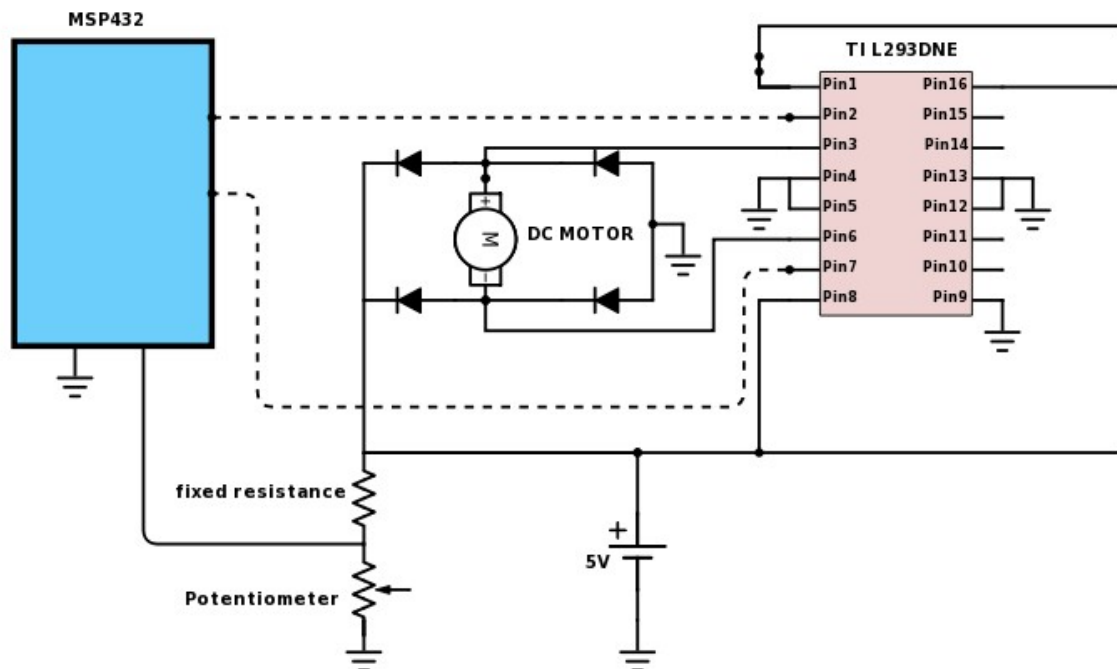 MSP432
TI L293DNE
Pin1 Pin16
Pin2 Pin15
Pin3 Pin14
Pin4 Pin13
Pin5 Pin12
Pin6 Pin11
Pin7 Pin10
Pin8 Pin9
+
M
-
DC MOTOR
fixed resistance
+
5V
Potentiometer